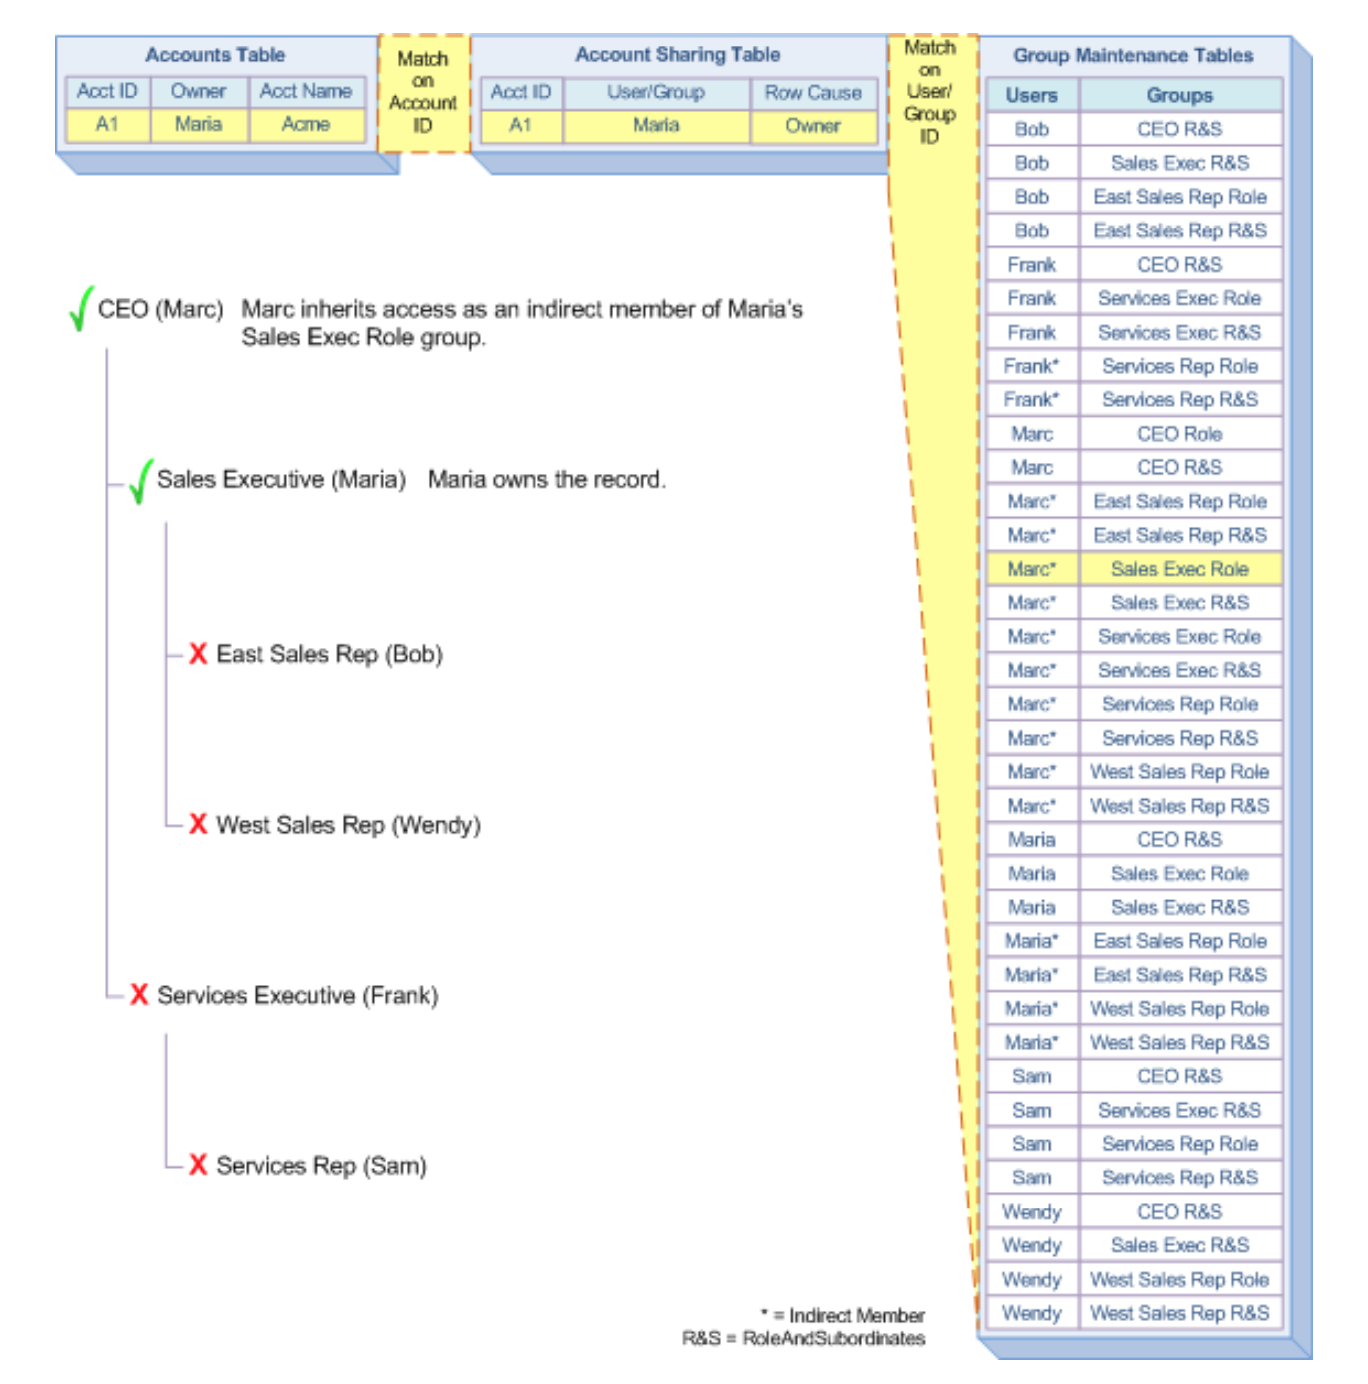 Accounts Table
Acct ID Owner Acct Name
A1 Maria Acme
Match
on
Account
ID
Account Sharing Table
Acct ID User/Group Row Cause
A1 Maria Owner
Match
on
User/
Group
ID
Group Maintenance Tables
Users Groups
Bob CEO R&S
Bob Sales Exec R&S
Bob East Sales Rep Role
Bob East Sales Rep R&S
Frank CEO R&S
Frank Services Exec Role
Frank Services Exec R&S
Frank* Services Rep Role
Frank* Services Rep R&S
Marc CEO Role
Marc CEO R&S
Marc* East Sales Rep Role
Marc* East Sales Rep R&S
Marc* Sales Exec Role
Marc* Sales Exec R&S
Marc* Services Exec Role
Marc* Services Exec R&S
Marc* Services Rep Role
Marc* Services Rep R&S
Marc* West Sales Rep Role
Marc* West Sales Rep R&S
Maria CEO R&S
Maria Sales Exec Role
Maria Sales Exec R&S
Maria* East Sales Rep Role
Maria* East Sales Rep R&S
Maria* West Sales Rep Role
Maria* West Sales Rep R&S
Sam CEO R&S
Sam Services Exec R&S
Sam Services Rep Role
Sam Services Rep R&S
Wendy CEO R&S
Wendy Sales Exec R&S
Wendy West Sales Rep Role
Wendy West Sales Rep R&S
CEO (Marc) Marc inherits access as an indirect member of Maria's
Sales Exec Role group.
Sales Executive (Maria) Maria owns the record.
X East Sales Rep (Bob)
X West Sales Rep (Wendy)
X Services Executive (Frank)
X Services Rep (Sam)
* = Indirect Member
R&S = RoleAndSubordinates